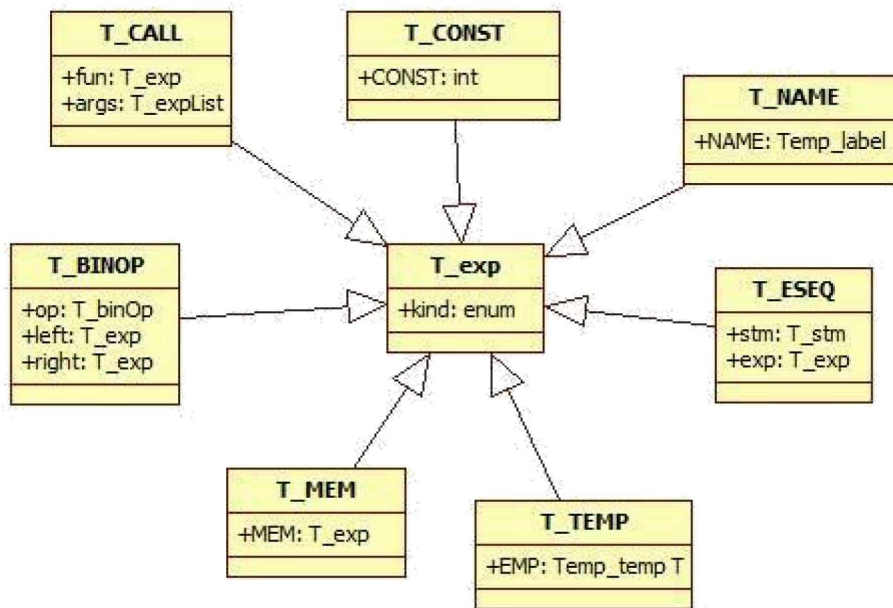 T_CALL
+fun: T_exp
+args: T_expList
T_CONST
+CONST: int
T_NAME
+NAME: Temp_label
T_BINOP
+op: T_binOp
+left: T_exp
+right: T_exp
T_exp
+kind: enum
T_ESEQ
+stm: T_stm
+exp: T_exp
T_MEM
+MEM: T_exp
T_TEMP
+EMP: Temp_temp T